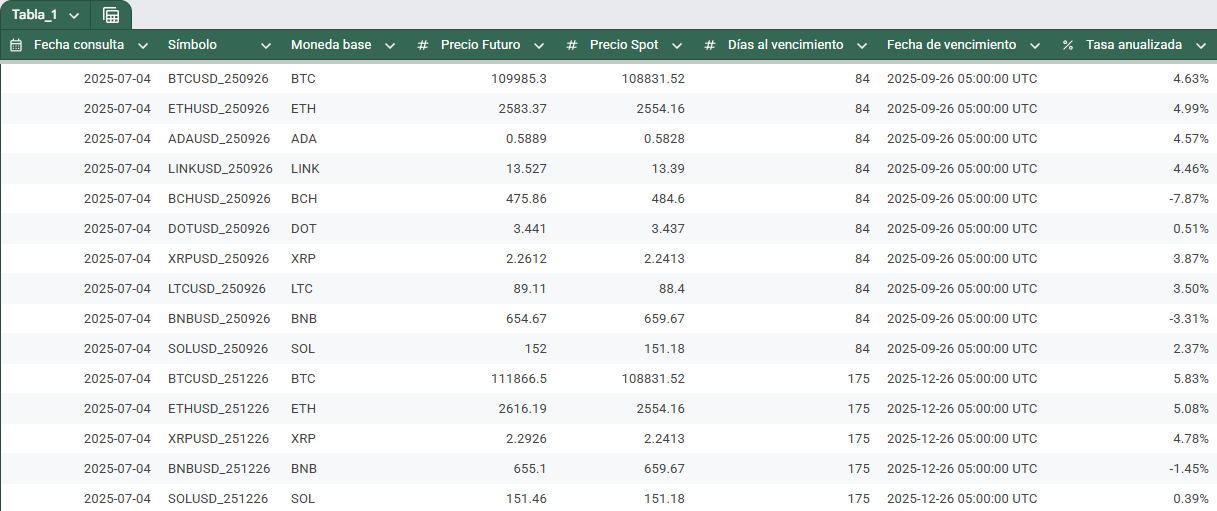 Tabla_1
Fecha consulta Símbolo Moneda base # Precio Futuro # Precio Spot # Días al vencimiento Fecha de vencimiento % Tasa anualizada
2025-07-04 BTCUSD_250926 BTC 109985.3 108831.52 84 2025-09-26 05:00:00 UTC 4.63%
2025-07-04 ETHUSD_250926 ETH 2583.37 2554.16 84 2025-09-26 05:00:00 UTC 4.99%
2025-07-04 ADAUSD_250926 ADA 0.5889 0.5828 84 2025-09-26 05:00:00 UTC 4.57%
2025-07-04 LINKUSD_250926 LINK 13.527 13.39 84 2025-09-26 05:00:00 UTC 4.46%
2025-07-04 BCHUSD_250926 BCH 475.86 484.6 84 2025-09-26 05:00:00 UTC -7.87%
2025-07-04 DOTUSD_250926 DOT 3.441 3.437 84 2025-09-26 05:00:00 UTC 0.51%
2025-07-04 XRPUSD_250926 XRP 2.2612 2.2413 84 2025-09-26 05:00:00 UTC 3.87%
2025-07-04 LTCUSD_250926 LTC 89.11 88.4 84 2025-09-26 05:00:00 UTC 3.50%
2025-07-04 BNBUSD_250926 BNB 654.67 659.67 84 2025-09-26 05:00:00 UTC -3.31%
2025-07-04 SOLUSD_250926 SOL 152 151.18 84 2025-09-26 05:00:00 UTC 2.37%
2025-07-04 BTCUSD_251226 BTC 111866.5 108831.52 175 2025-12-26 05:00:00 UTC 5.83%
2025-07-04 ETHUSD_251226 ETH 2616.19 2554.16 175 2025-12-26 05:00:00 UTC 5.08%
2025-07-04 XRPUSD_251226 XRP 2.2926 2.2413 175 2025-12-26 05:00:00 UTC 4.78%
2025-07-04 BNBUSD_251226 BNB 655.1 659.67 175 2025-12-26 05:00:00 UTC -1.45%
2025-07-04 SOLUSD_251226 SOL 151.46 151.18 175 2025-12-26 05:00:00 UTC 0.39%